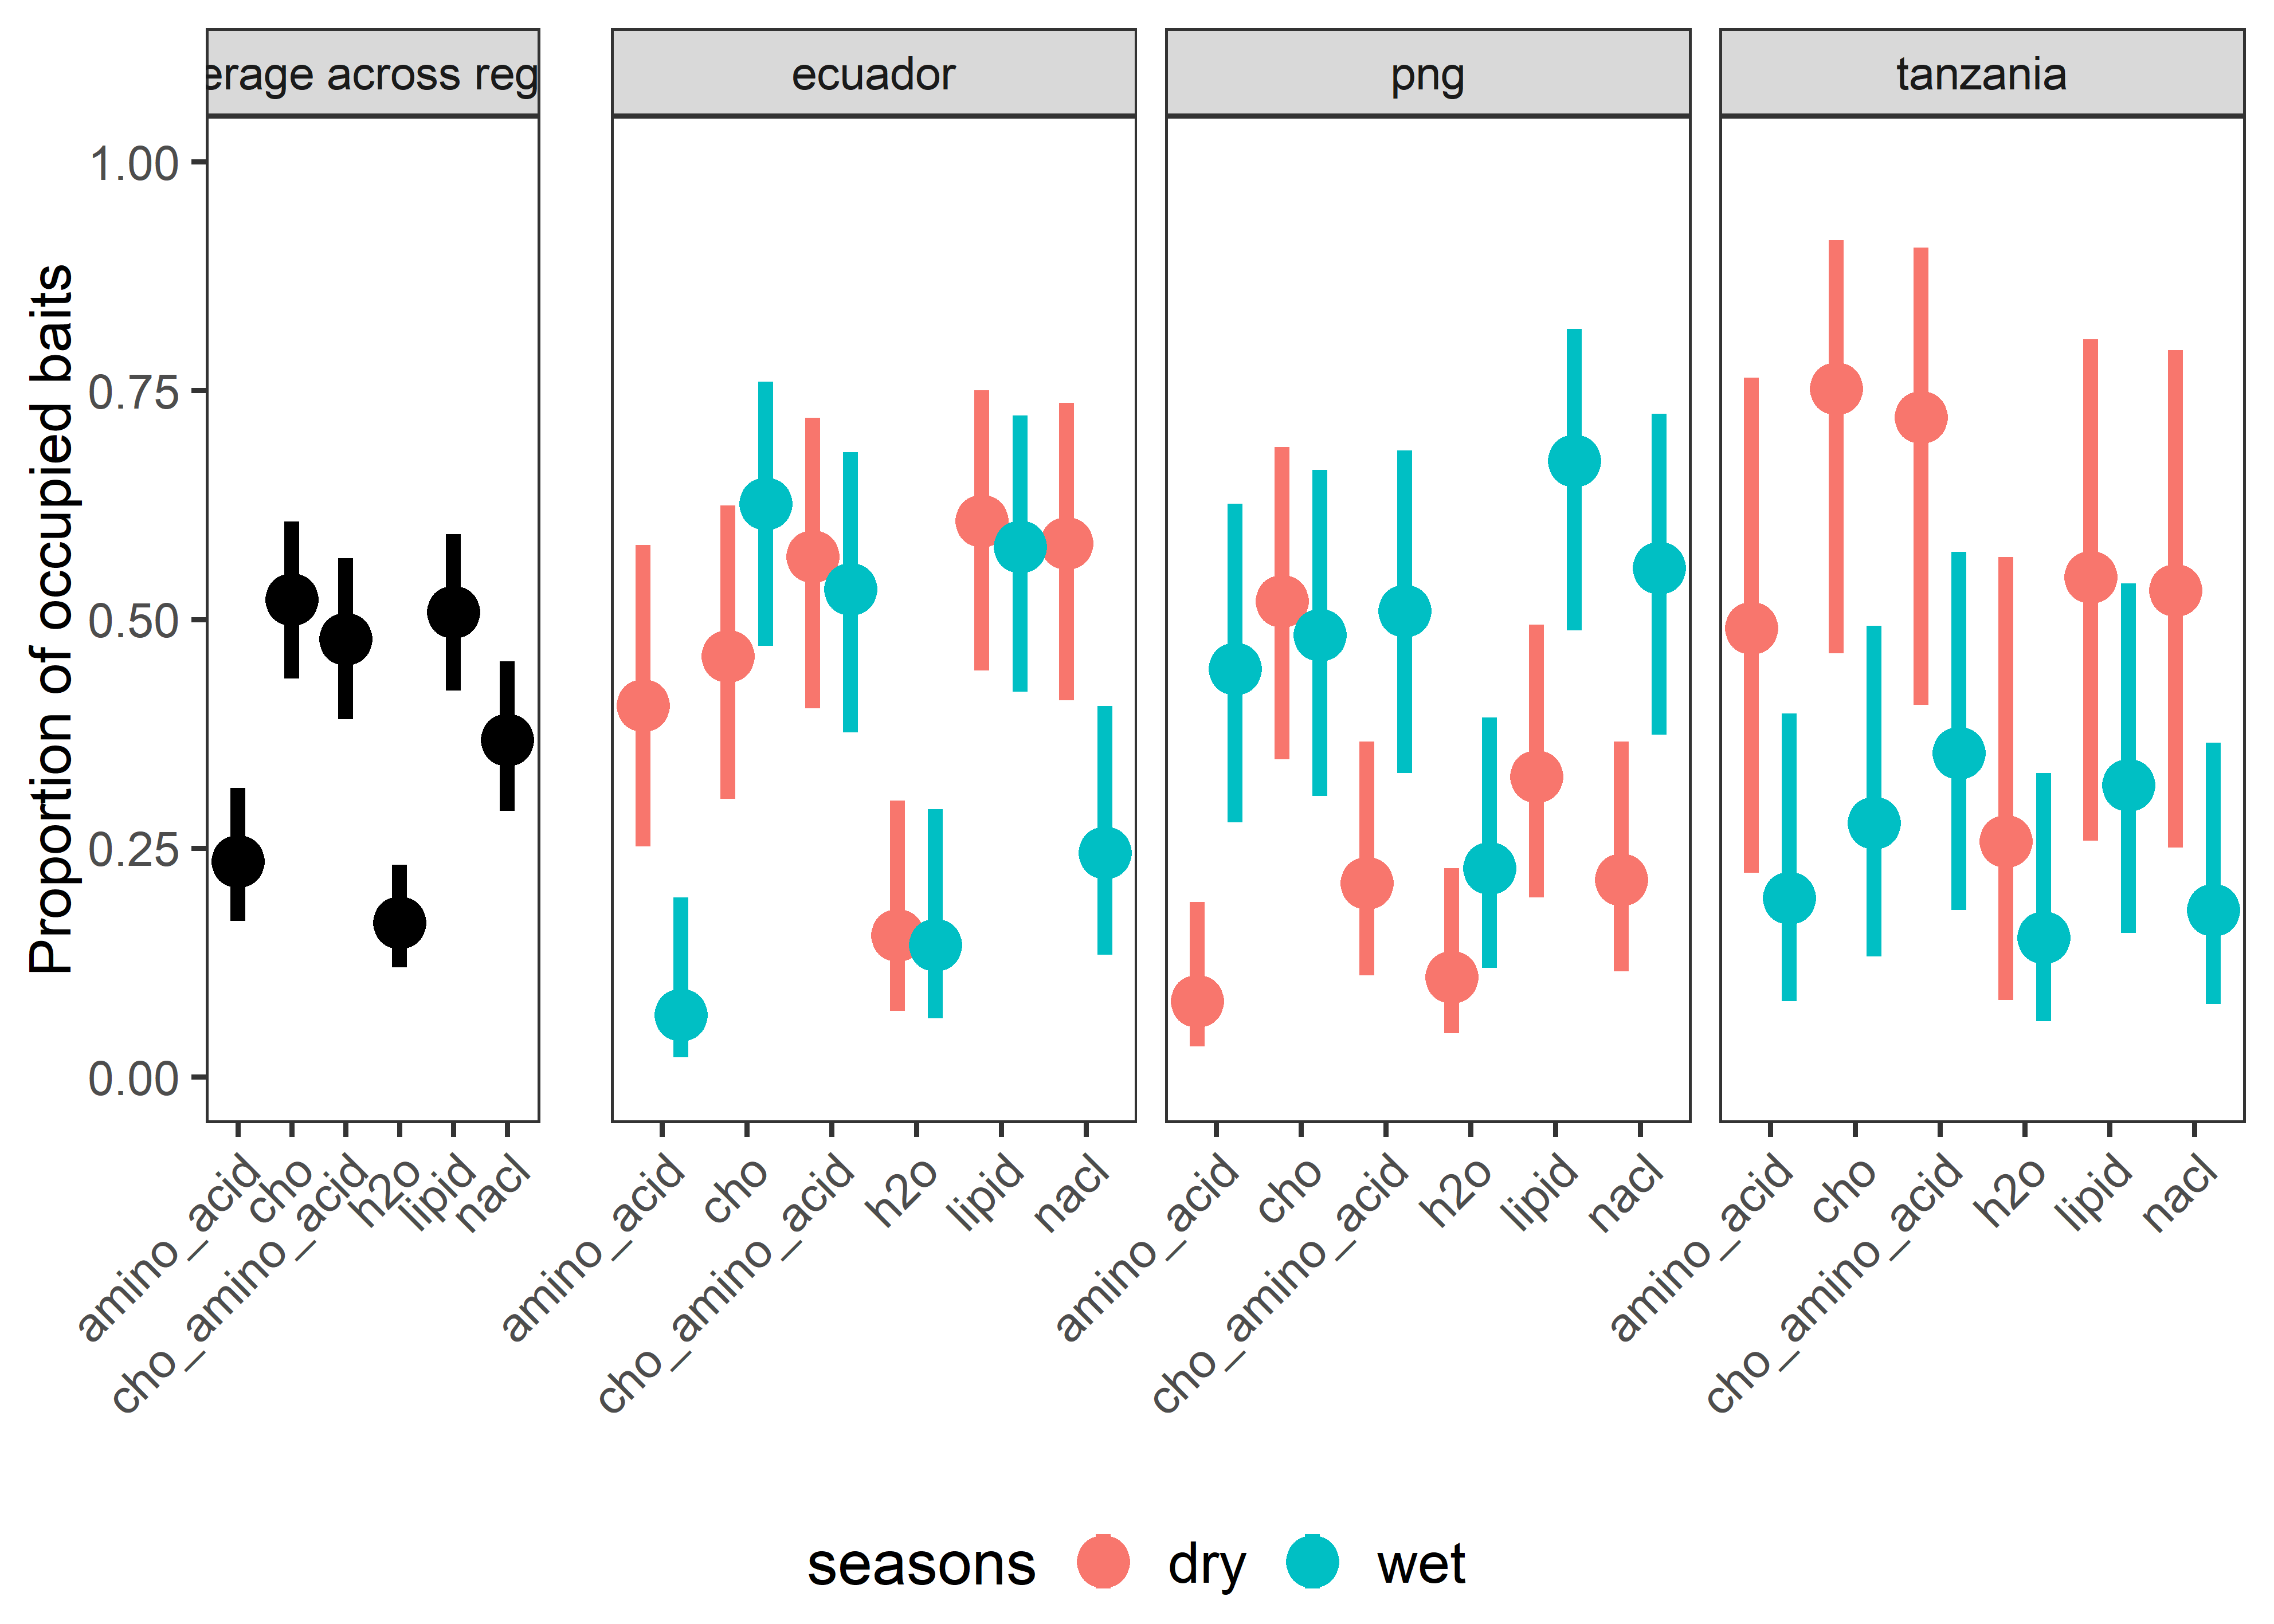 erage across reg
ecuador
png
tanzania
Proportion of occupied baits
1.00
0.75
0.50
0.25
0.00
amino_acid
cho
cho_amino_acid
h2o
lipid
nacl
amino_acid
cho
cho_amino_acid
h2o
lipid
nacl
amino_acid
cho
cho_amino_acid
h2o
lipid
nacl
amino_acid
cho
cho_amino_acid
h2o
lipid
nacl
seasons dry wet